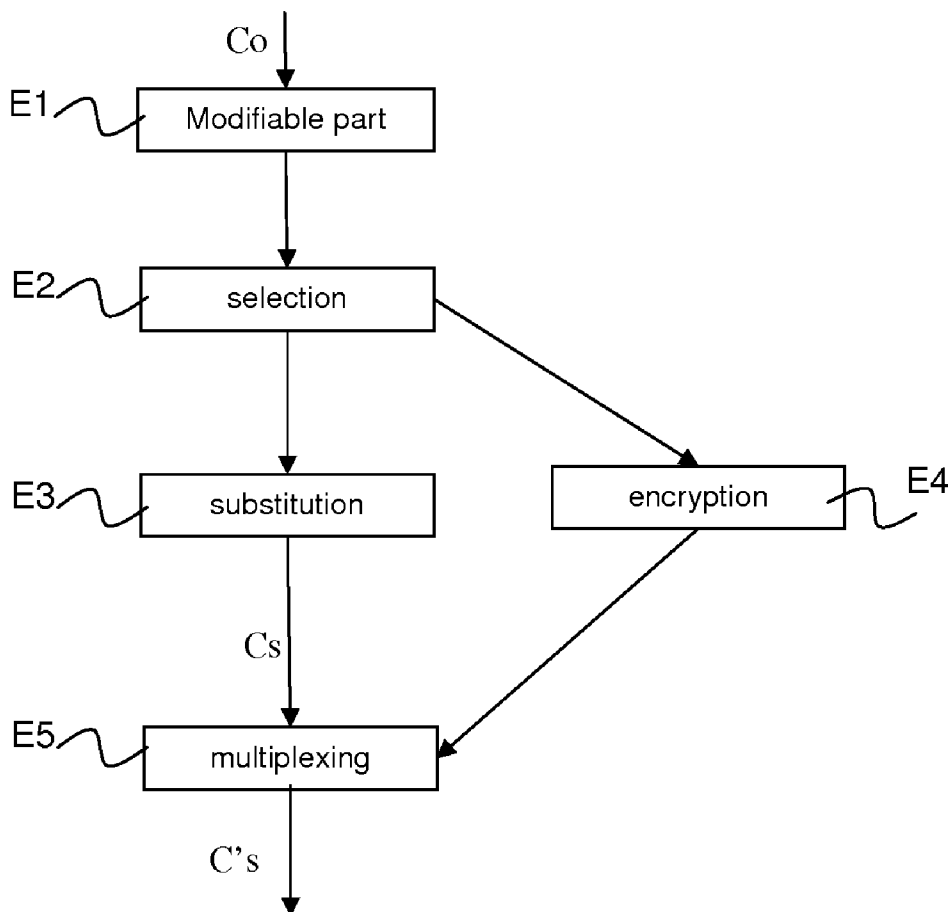 Co
E1
Modifiable part
E2
selection
E3
substitution
encryption
E4
Cs
E5
multiplexing
C's